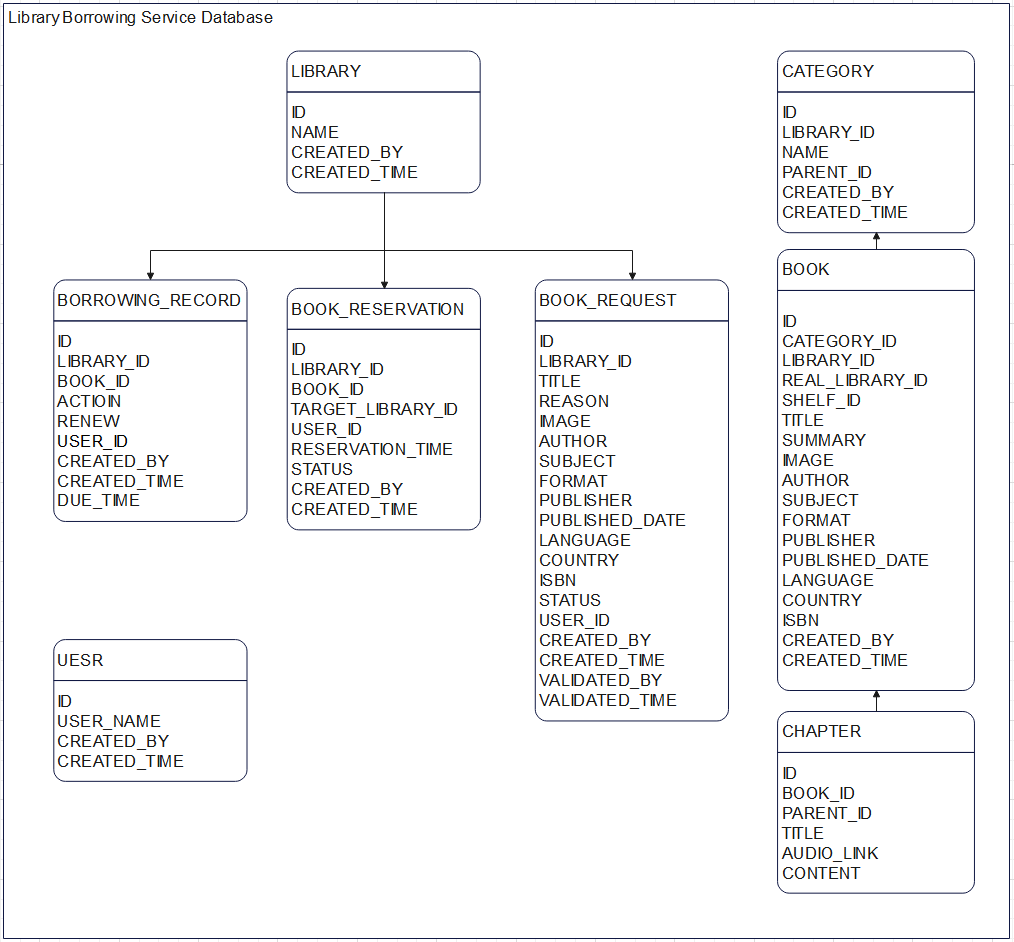 Library Borrowing Service Database
LIBRARY
ID
NAME
CREATED_BY
CREATED_TIME
CATEGORY
ID
LIBRARY_ID
NAME
PARENT_ID
CREATED_BY
CREATED_TIME
BORROWING_RECORD
ID
LIBRARY_ID
BOOK_ID
ACTIOIN
RENEW
USER_ID
CREATED_BY
CREATED_TIME
DUE_TIME
BOOK_RESERVATION
ID
LIBRARY_ID
BOOK_ID
TARGET_LIBRARY_ID
USER_ID
RESERVATION_TIME
STATUS
CREATED_BY
CREATED_TIME
BOOK_REQUEST
ID
LIBRARY_ID
TITLE
REASON
IMAGE
AUTHOR
SUBJECT
FORMAT
PUBLISHER
PUBLISHED_DATE
LANGUAGE
COUNTRY
ISBN
STATUS
USER_ID
CREATED_BY
CREATED_TIME
VALIDATED_BY
VALIDATED_TIME
BOOK
ID
CATEGORY_ID
LIBRARY_ID
REAL_LIBRARY_ID
SHELF_ID
TITLE
SUMMARY
IMAGE
AUTHOR
SUBJECT
FORMAT
PUBLISHER
PUBLISHED_DATE
LANGUAGE
COUNTRY
ISBN
CREATED_BY
CREATED_TIME
UESR
ID
USER_NAME
CREATED_BY
CREATED_TIME
CHAPTER
ID
BOOK_ID
PARENT_ID
TITLE
AUDIO_LINK
CONTENT